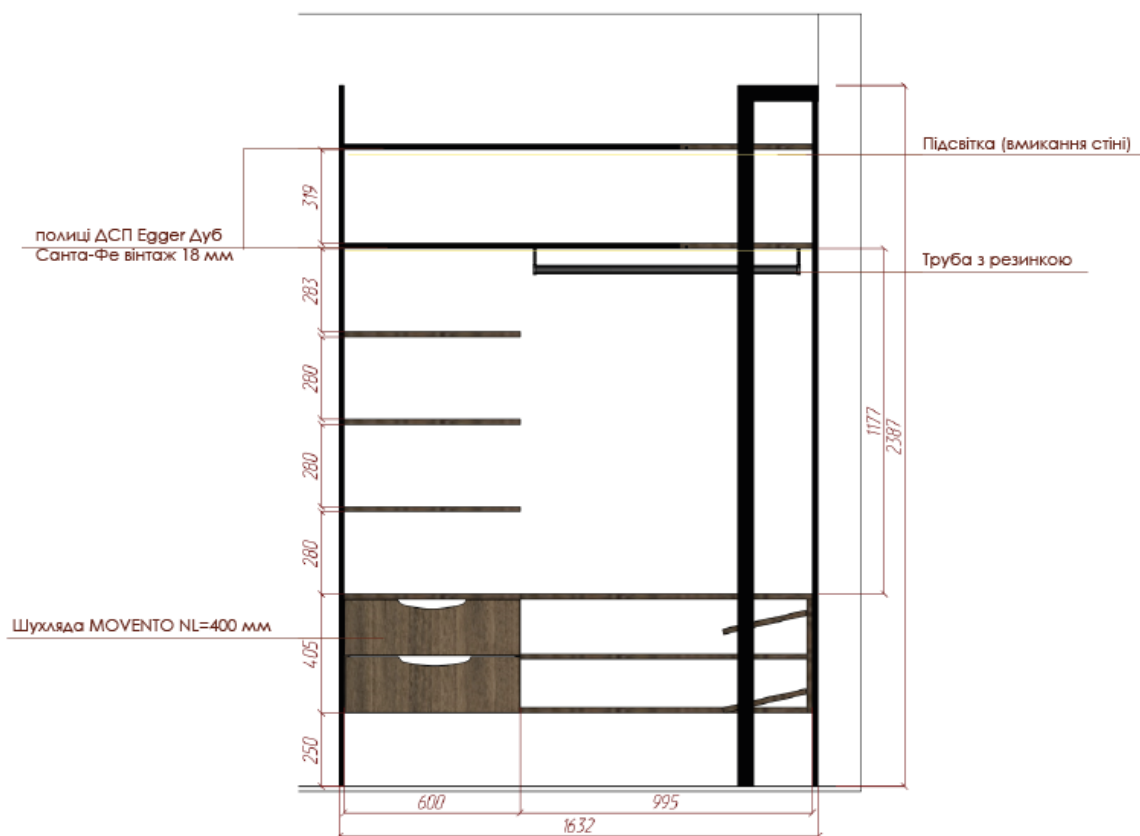 Підсвітка (вмикання стіні)
319
полиці ДСП Egger Дуб
Санта-Фе вінтаж 18 мм
Труба з резинкою
283
280
1177
2387
280
280
Шухляда MOVENTO NL=400 мм
405
250
600
995
1632